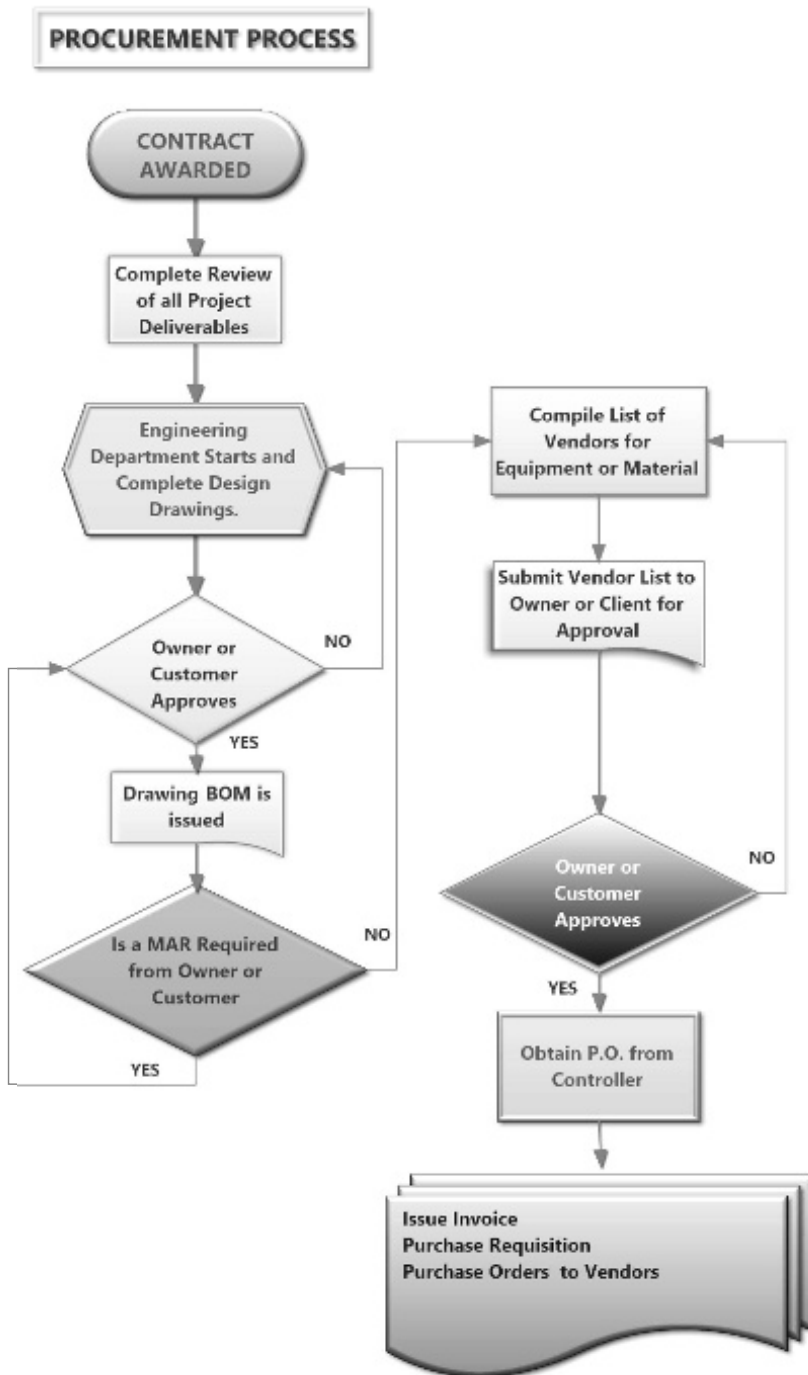 PROCUREMENT PROCESS
CONTRACT
AWARDED
Complete Review
of all Project
Deliverables
Engineering
Department Starts and
Complete Design
Drawings.
Owner or
Customer
Approves
NO
YES
Drawing BOM is
issued
Is a MAR Required
from Owner or
Customer
NO
YES
Compile List of
Vendors for
Equipment or Material
Submit Vendor List to
Owner or Client for
Approval
Owner or
Customer
Approves
NO
YES
Obtain P.O. from
Controller
Issue Invoice
Purchase Requisition
Purchase Orders to Vendors